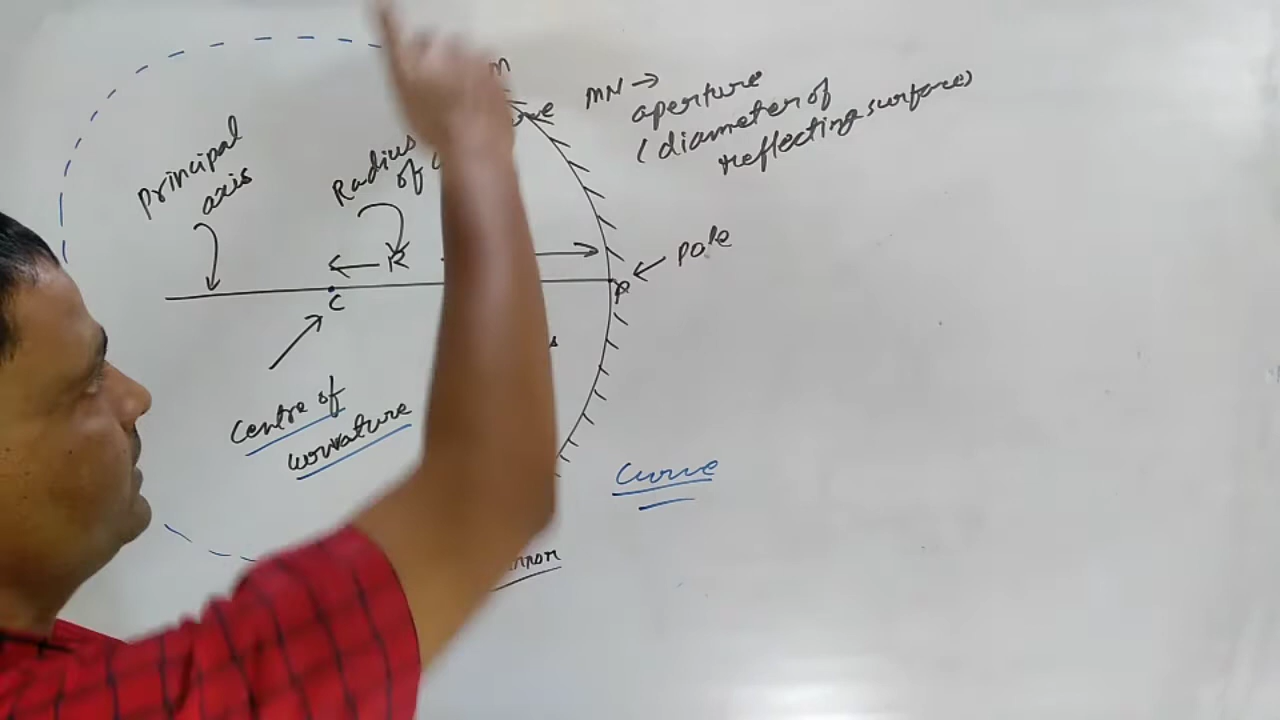 M
MN →
aperture
(diameter of
reflecting surface)
principal
axis
Radius
of
R
pole
C
P
Centre of
curvature
curve